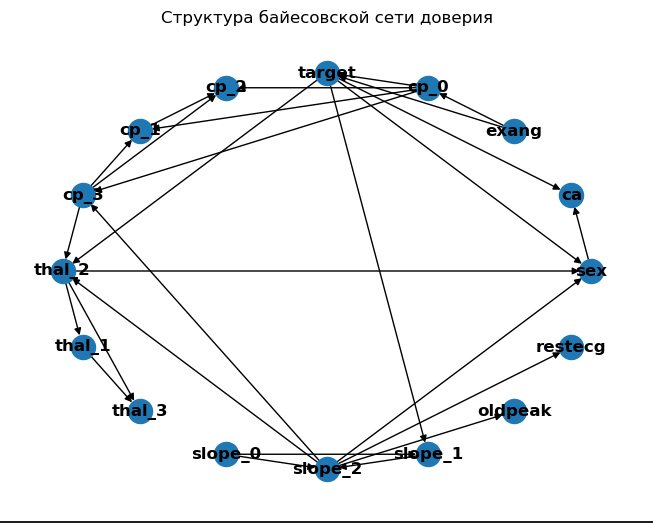 Структура байесовской сети доверия
target
cp_2
cp_0
cp_1
exang
cp_3
ca
thal_2
sex
thal_1
restecg
thal_3
oldpeak
slope_0
slope_1
slope_2